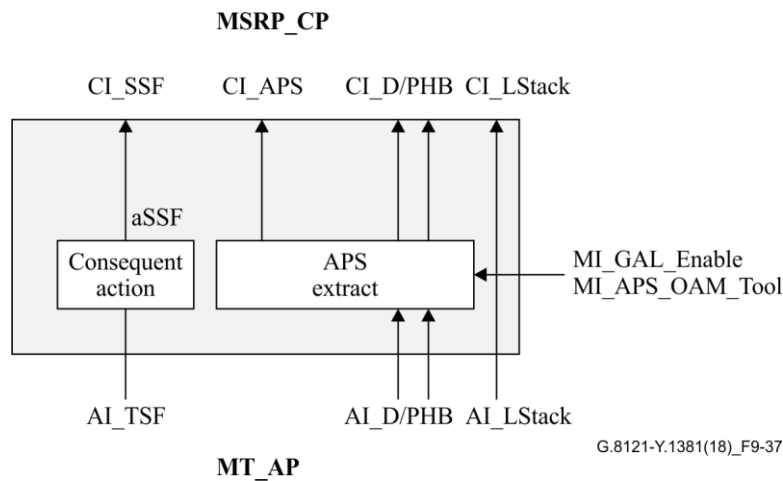 MSRP_CP
CI_SSF CI_APS CI_D/PHB CI_LStack
aSSF
Consequent
action
APS
extract
MI_GAL_Enable
MI_APS_OAM_Tool
AI_TSF AI_D/PHB AI_LStack
G.8121-Y.1381(18)_F9-37
MT_AP